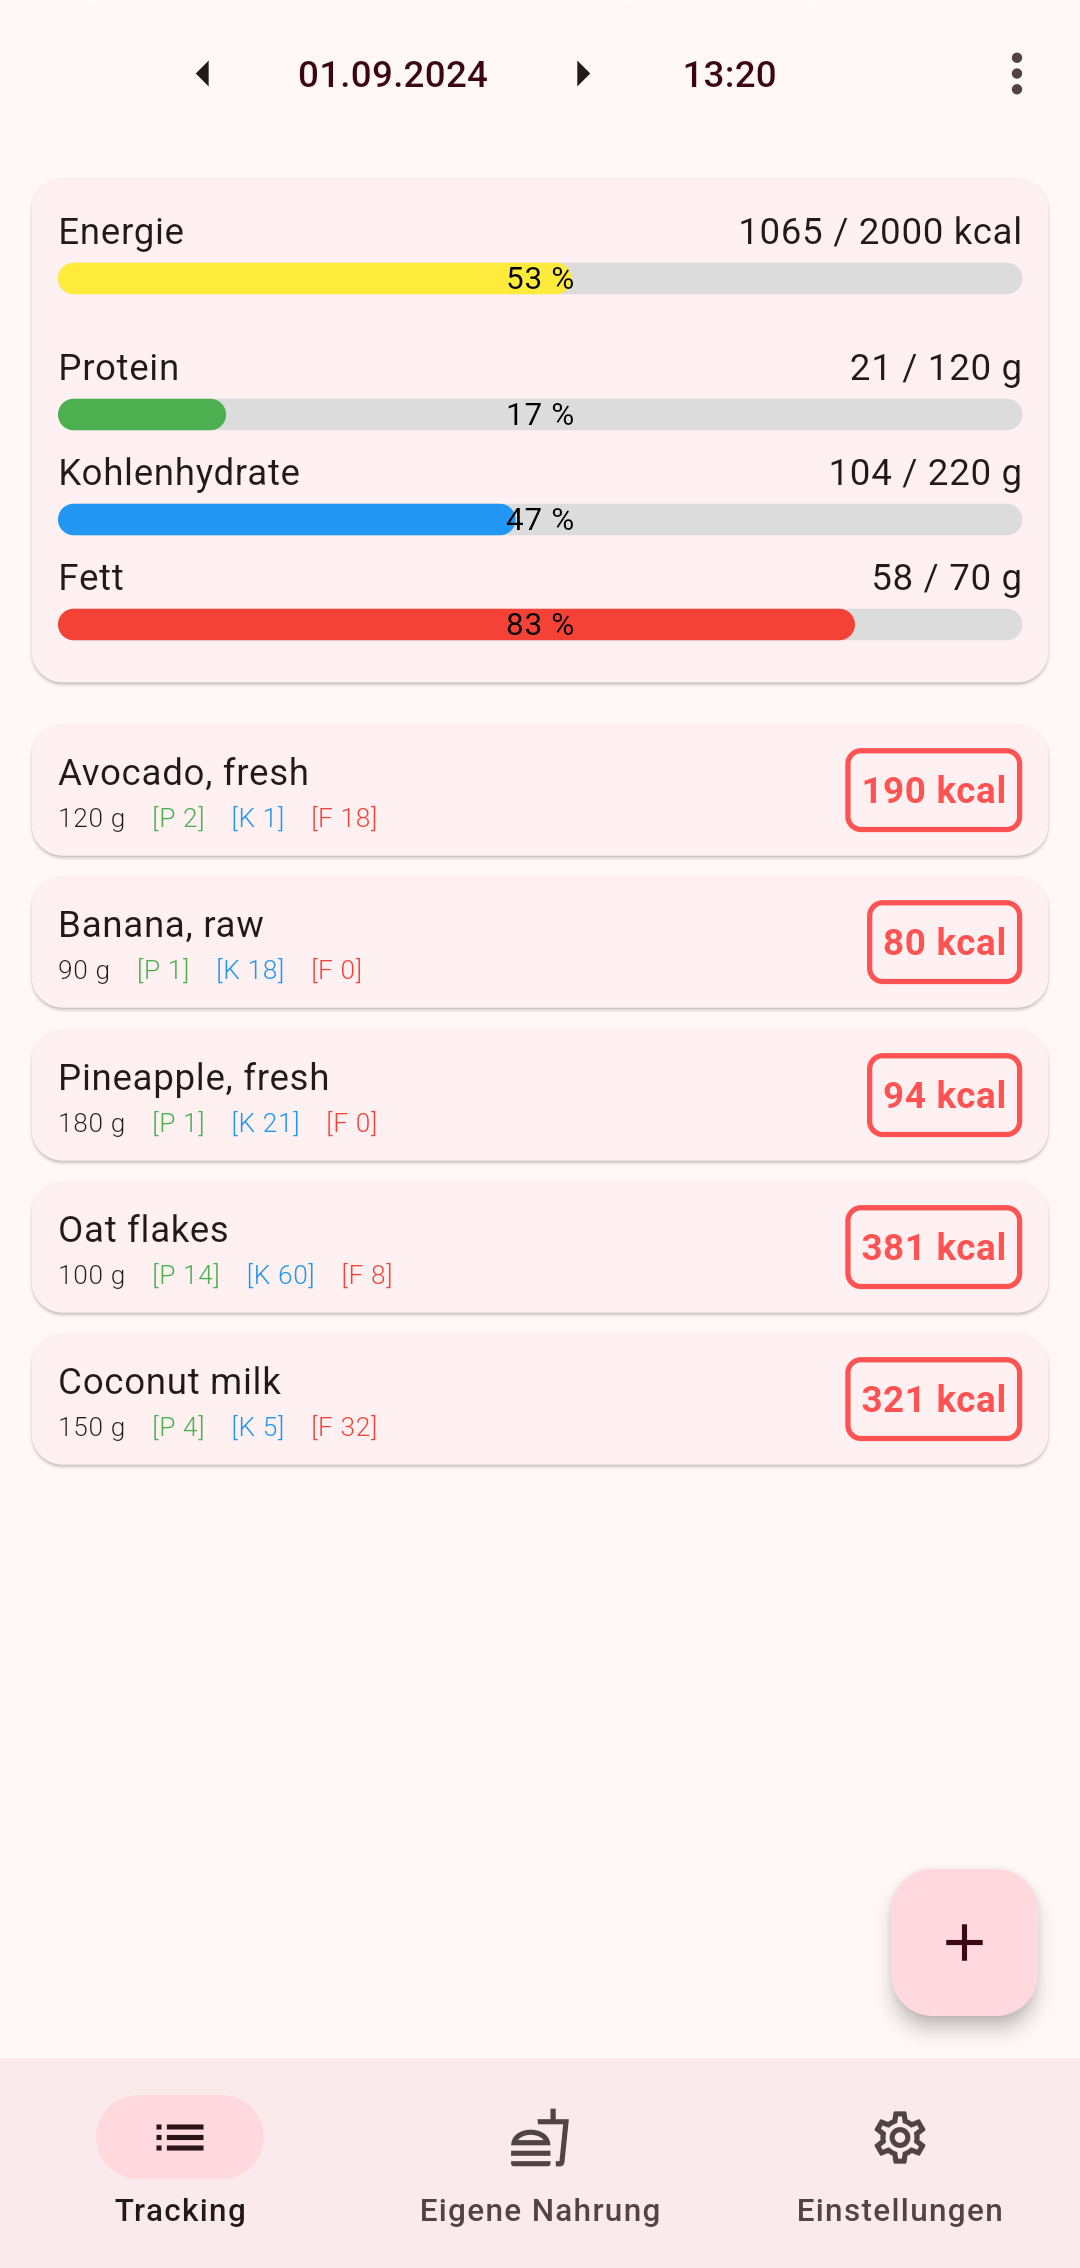 01.09.2024 13:20
Energie 1065 / 2000 kcal
53 %
Protein 21 / 120 g
17 %
Kohlenhydrate 104 / 220 g
47 %
Fett 58 / 70 g
83 %
Avocado, fresh
120 g [P 2] [K 1] [F 18]
190 kcal
Banana, raw
90 g [P 1] [K 18] [F 0]
80 kcal
Pineapple, fresh
180 g [P 1] [K 21] [F 0]
94 kcal
Oat flakes
100 g [P 14] [K 60] [F 8]
381 kcal
Coconut milk
150 g [P 4] [K 5] [F 32]
321 kcal
Tracking Eigene Nahrung Einstellungen